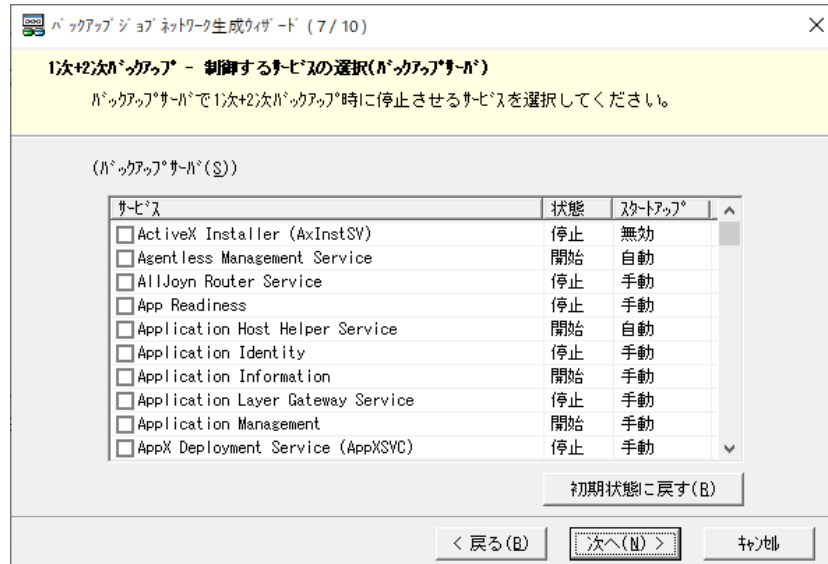 ﾊﾞｯｸｱｯﾌﾟｼﾞｮﾌﾞﾈｯﾄﾜｰｸ生成ｳｨｻﾞｰﾄﾞ (7/10)
1次+2次ﾊﾞｯｸｱｯﾌﾟ - 制御するｻｰﾋﾞｽの選択(ﾊﾞｯｸｱｯﾌﾟｻｰﾊﾞ)
ﾊﾞｯｸｱｯﾌﾟｻｰﾊﾞで1次+2次ﾊﾞｯｸｱｯﾌﾟ時に停止させるｻｰﾋﾞｽを選択してください。
(ﾊﾞｯｸｱｯﾌﾟｻｰﾊﾞ(S))
ｻｰﾋﾞｽ 状態 ｽﾀｰﾄｱｯﾌﾟ
ActiveX Installer (AxInstSV) 停止 無効
Agentless Management Service 開始 自動
AllJoyn Router Service 停止 手動
App Readiness 停止 手動
Application Host Helper Service 開始 自動
Application Identity 停止 手動
Application Information 開始 手動
Application Layer Gateway Service 停止 手動
Application Management 開始 手動
AppX Deployment Service (AppXSVC) 停止 手動
初期状態に戻す(R)
< 戻る(B) 次へ(N) > ｷｬﾝｾﾙ